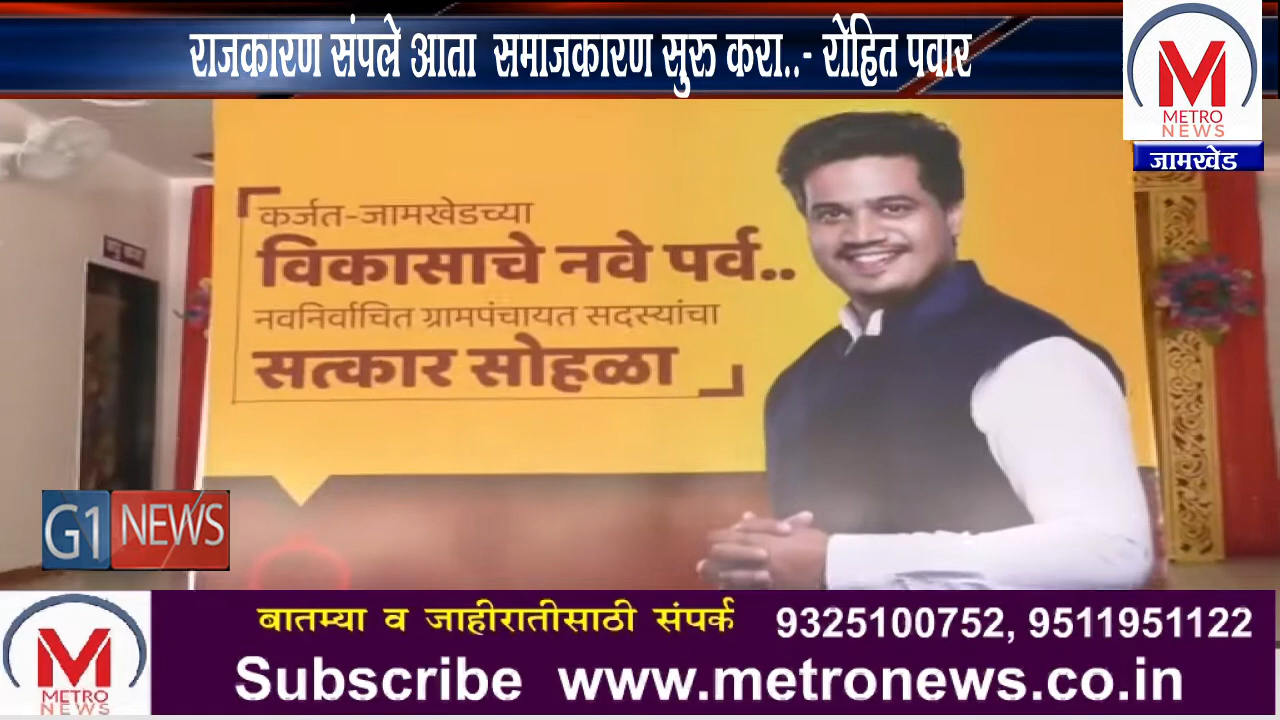 राजकारण संपले आता समाजकारण सुरु करा..- रोहित पवार
M
METRO
NEWS
जामखेड
कर्जत-जामखेडच्या
विकासाचे नवे पर्व..
नवनिर्वाचित ग्रामपंचायत सदस्यांचा
सत्कार सोहळा
G1 NEWS
बातम्या व जाहीरातीसाठी संपर्क 9325100752, 9511951122
M
METRO
NEWS
Subscribe www.metronews.co.in